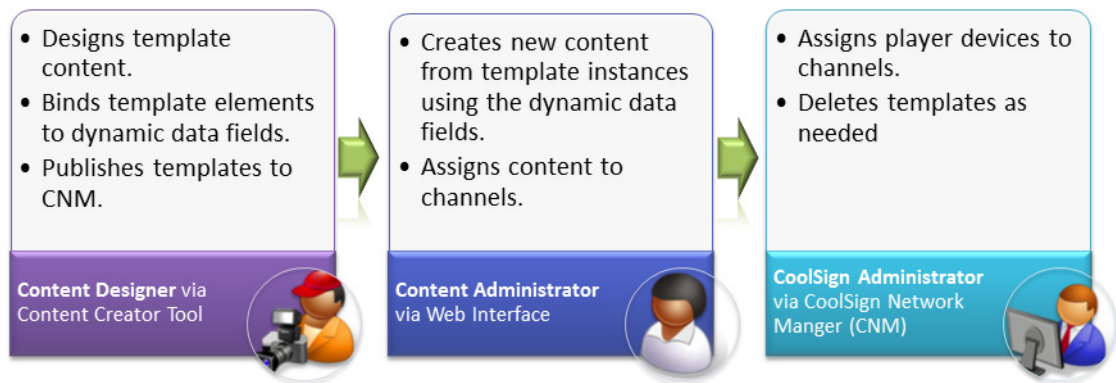 • Designs template
content.
• Binds template elements
to dynamic data fields.
• Publishes templates to
CNM.
Content Designer via
Content Creator Tool
• Creates new content
from template instances
using the dynamic data
fields.
• Assigns content to
channels.
Content Administrator
via Web Interface
• Assigns player devices to
channels.
• Deletes templates as
needed
CoolSign Administrator
via CoolSign Network
Manger (CNM)